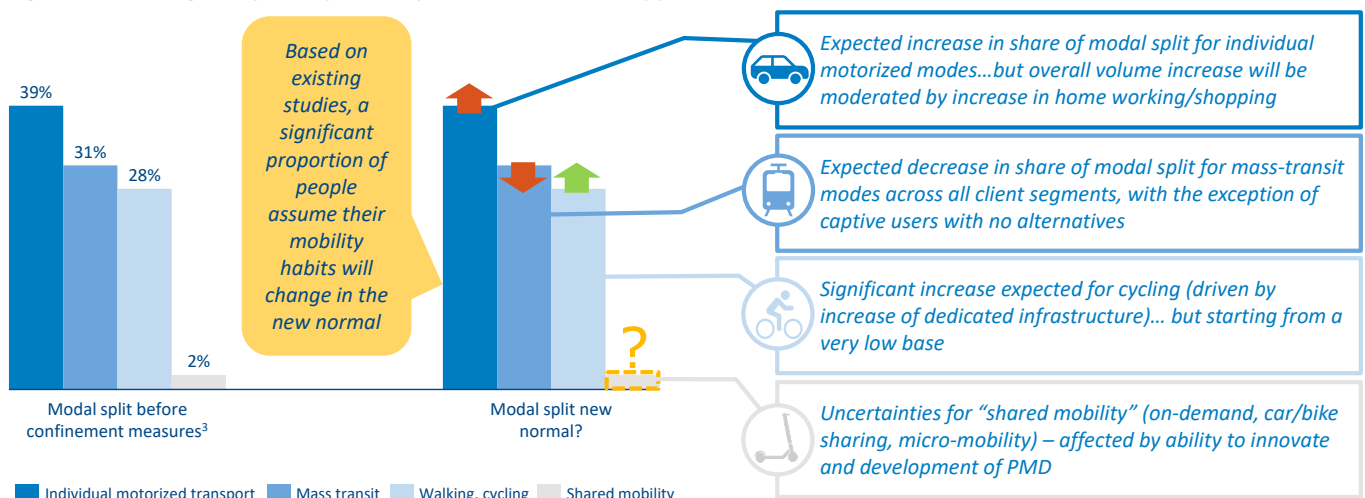 39%
31%
28%
2%
Modal split before
confinement measures3
Based on
existing
studies, a
significant
proportion of
people
assume their
mobility
habits will
change in the
new normal
?
Modal split new
normal?
Expected increase in share of modal split for individual
motorized modes...but overall volume increase will be
moderated by increase in home working/shopping
Expected decrease in share of modal split for mass-transit
modes across all client segments, with the exception of
captive users with no alternatives
Significant increase expected for cycling (driven by
increase of dedicated infrastructure)... but starting from a
very low base
Uncertainties for “shared mobility” (on-demand, car/bike
sharing, micro-mobility) – affected by ability to innovate
and development of PMD
Individual motorized transport Mass transit Walking, cycling Shared mobility